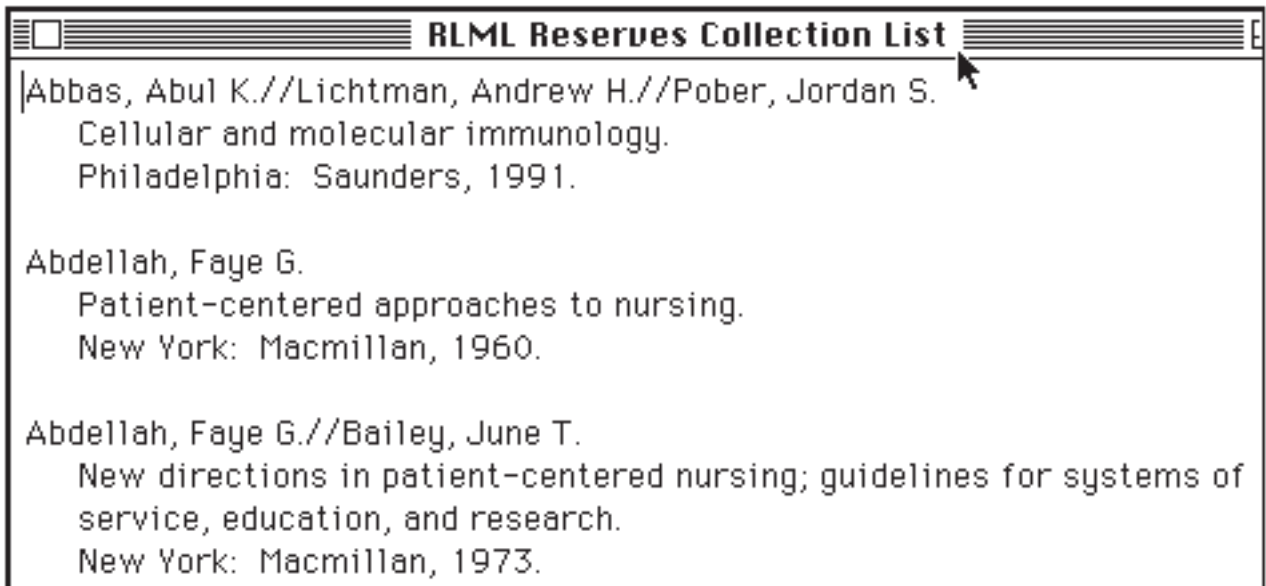 RLML Reserves Collection List
Abbas, Abul K.//Lichtman, Andrew H.//Pober, Jordan S.
Cellular and molecular immunology.
Philadelphia:  Saunders, 1991.
Abdellah, Faye G.
Patient-centered approaches to nursing.
New York:  Macmillan, 1960.
Abdellah, Faye G.//Bailey, June T.
New directions in patient-centered nursing; guidelines for systems of
service, education, and research.
New York:  Macmillan, 1973.